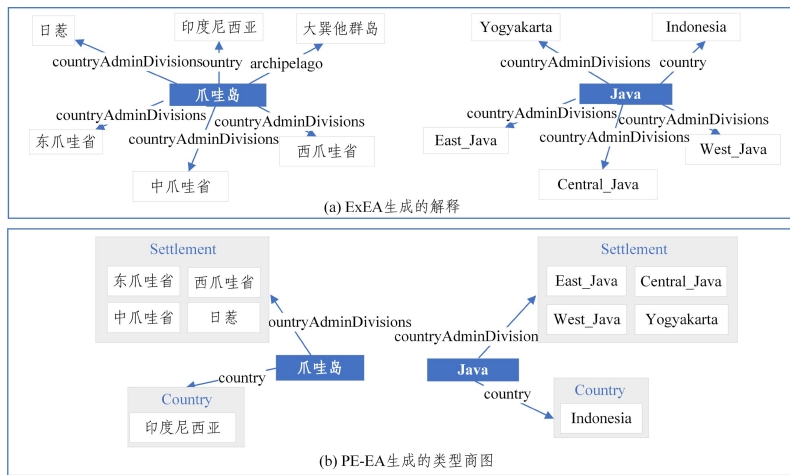 日惹
印度尼西亚
大巽他群岛
countryAdminDivisions
ountry
archipelago
爪哇岛
countryAdminDivisions
countryAdminDivisions
countryAdminDivisions
东爪哇省
西爪哇省
中爪哇省
Yogyakarta
Indonesia
countryAdminDivisions
country
Java
countryAdminDivisions
countryAdminDivisions
countryAdminDivisions
East_Java
West_Java
Central_Java
(a) ExEA生成的解释
Settlement
东爪哇省
西爪哇省
中爪哇省
日惹
ountryAdminDivisions
爪哇岛
country
Country
印度尼西亚
Settlement
East_Java
Central_Java
West_Java
Yogyakarta
countryAdminDivision
Java
country
Country
Indonesia
(b) PE-EA生成的类型商图